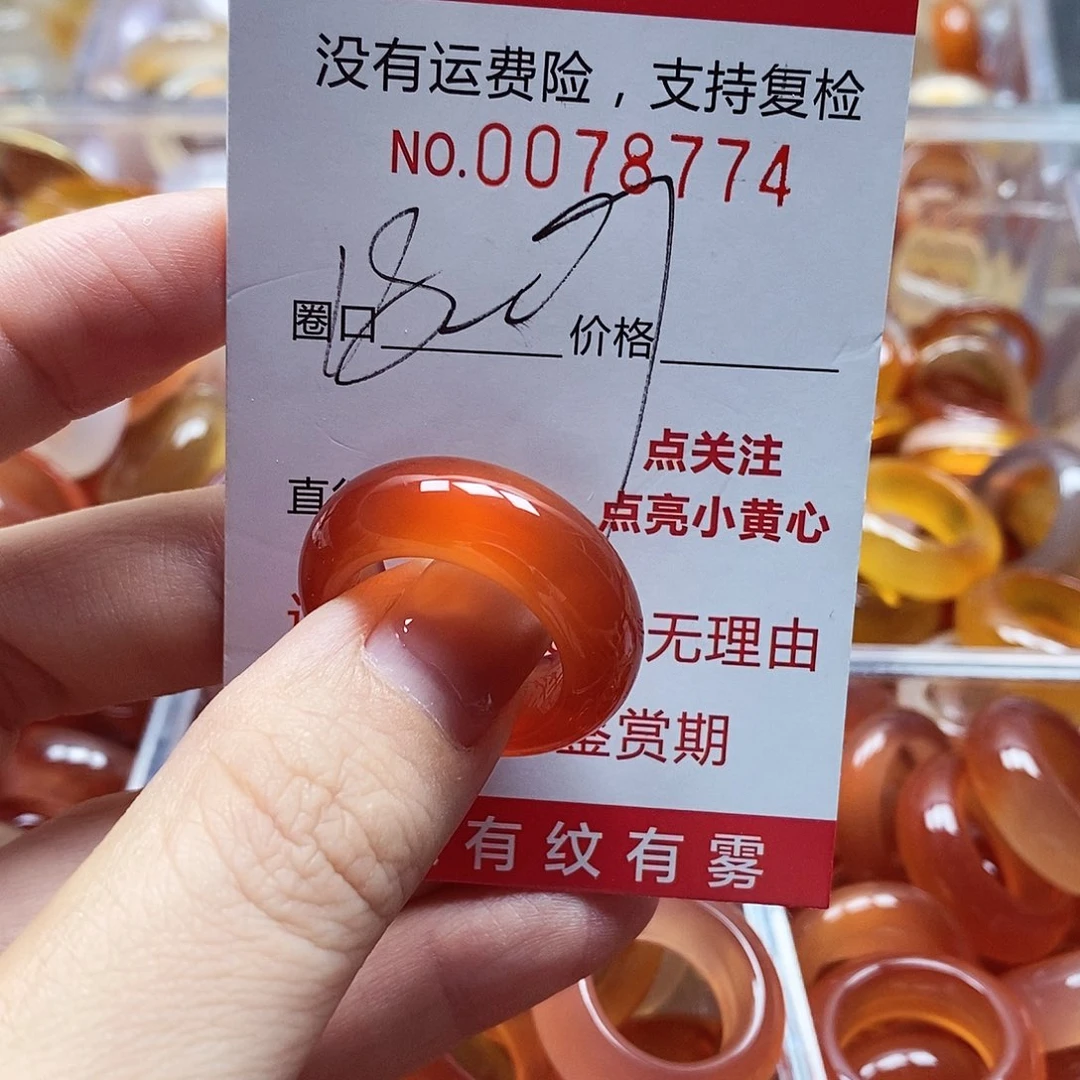 没有运费险，支持复检
NO.0078774
圈口 价格
点关注
直
点亮小黄心
无理由
鉴赏期
有纹有雾